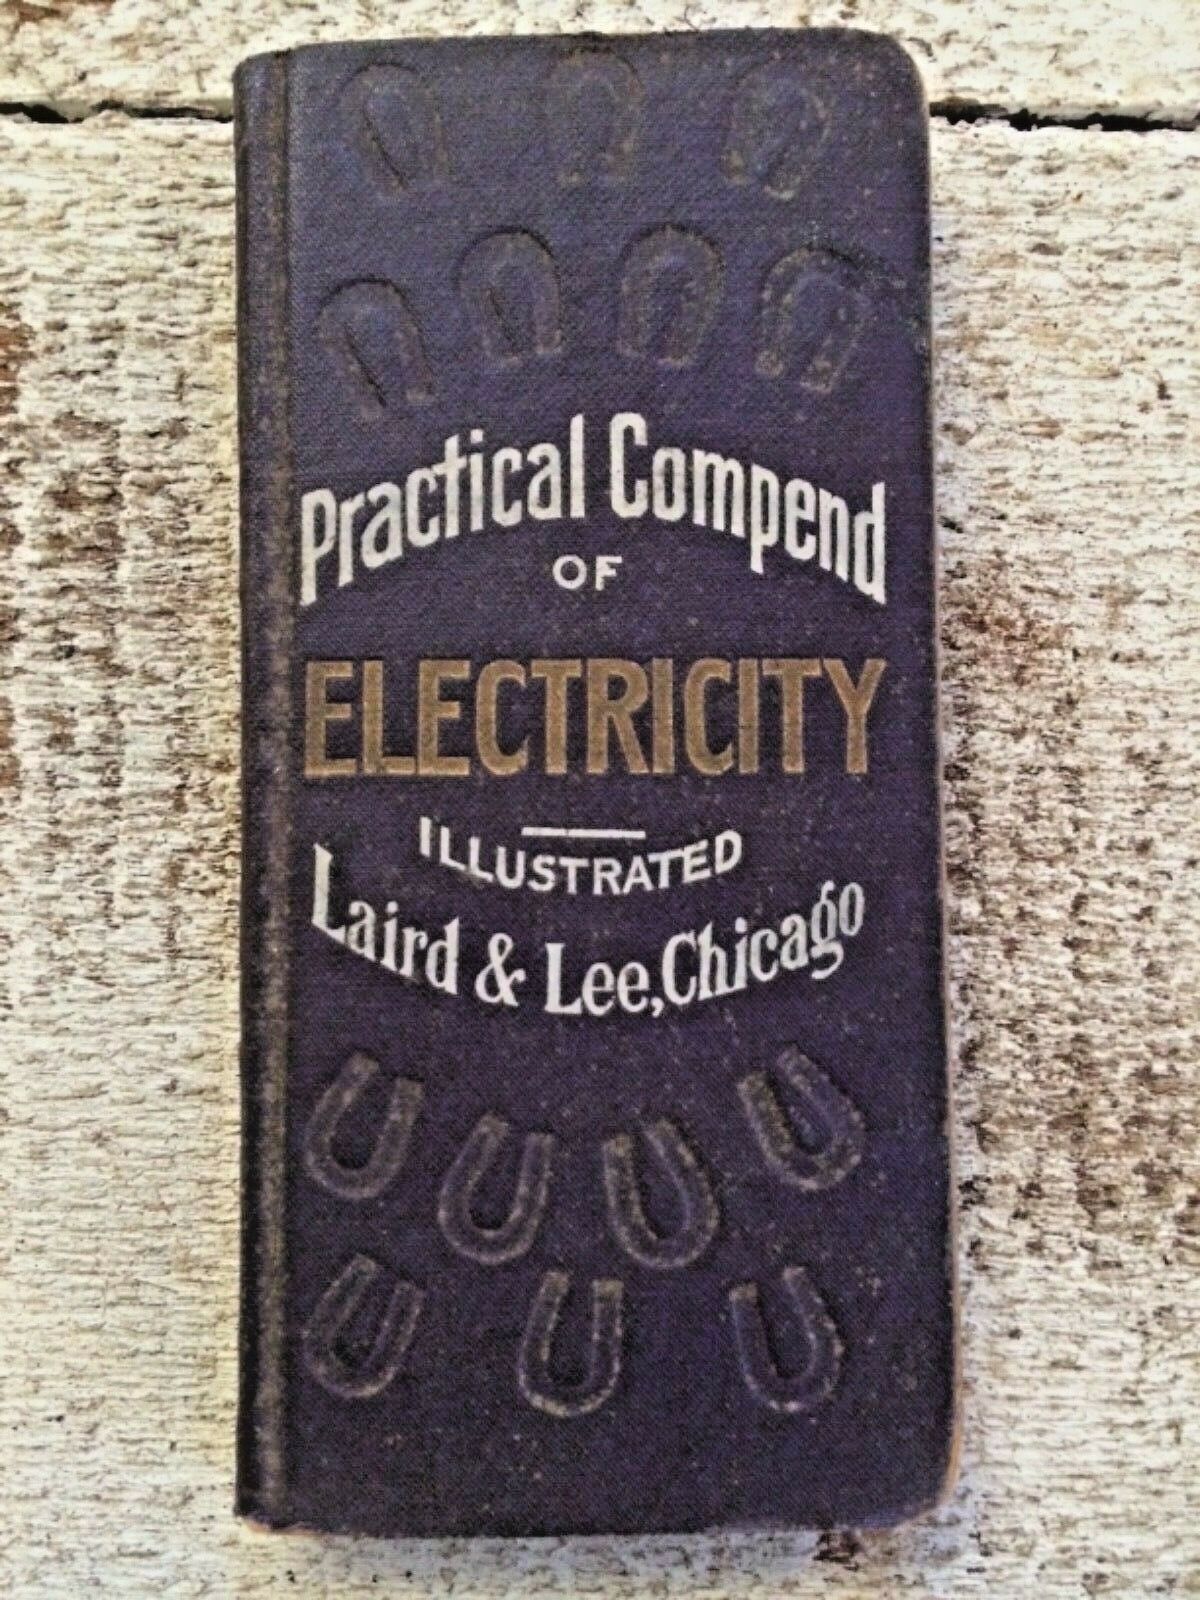 Practical Compend
OF
ELECTRICITY
ILLUSTRATED
Laird & Lee, Chicago